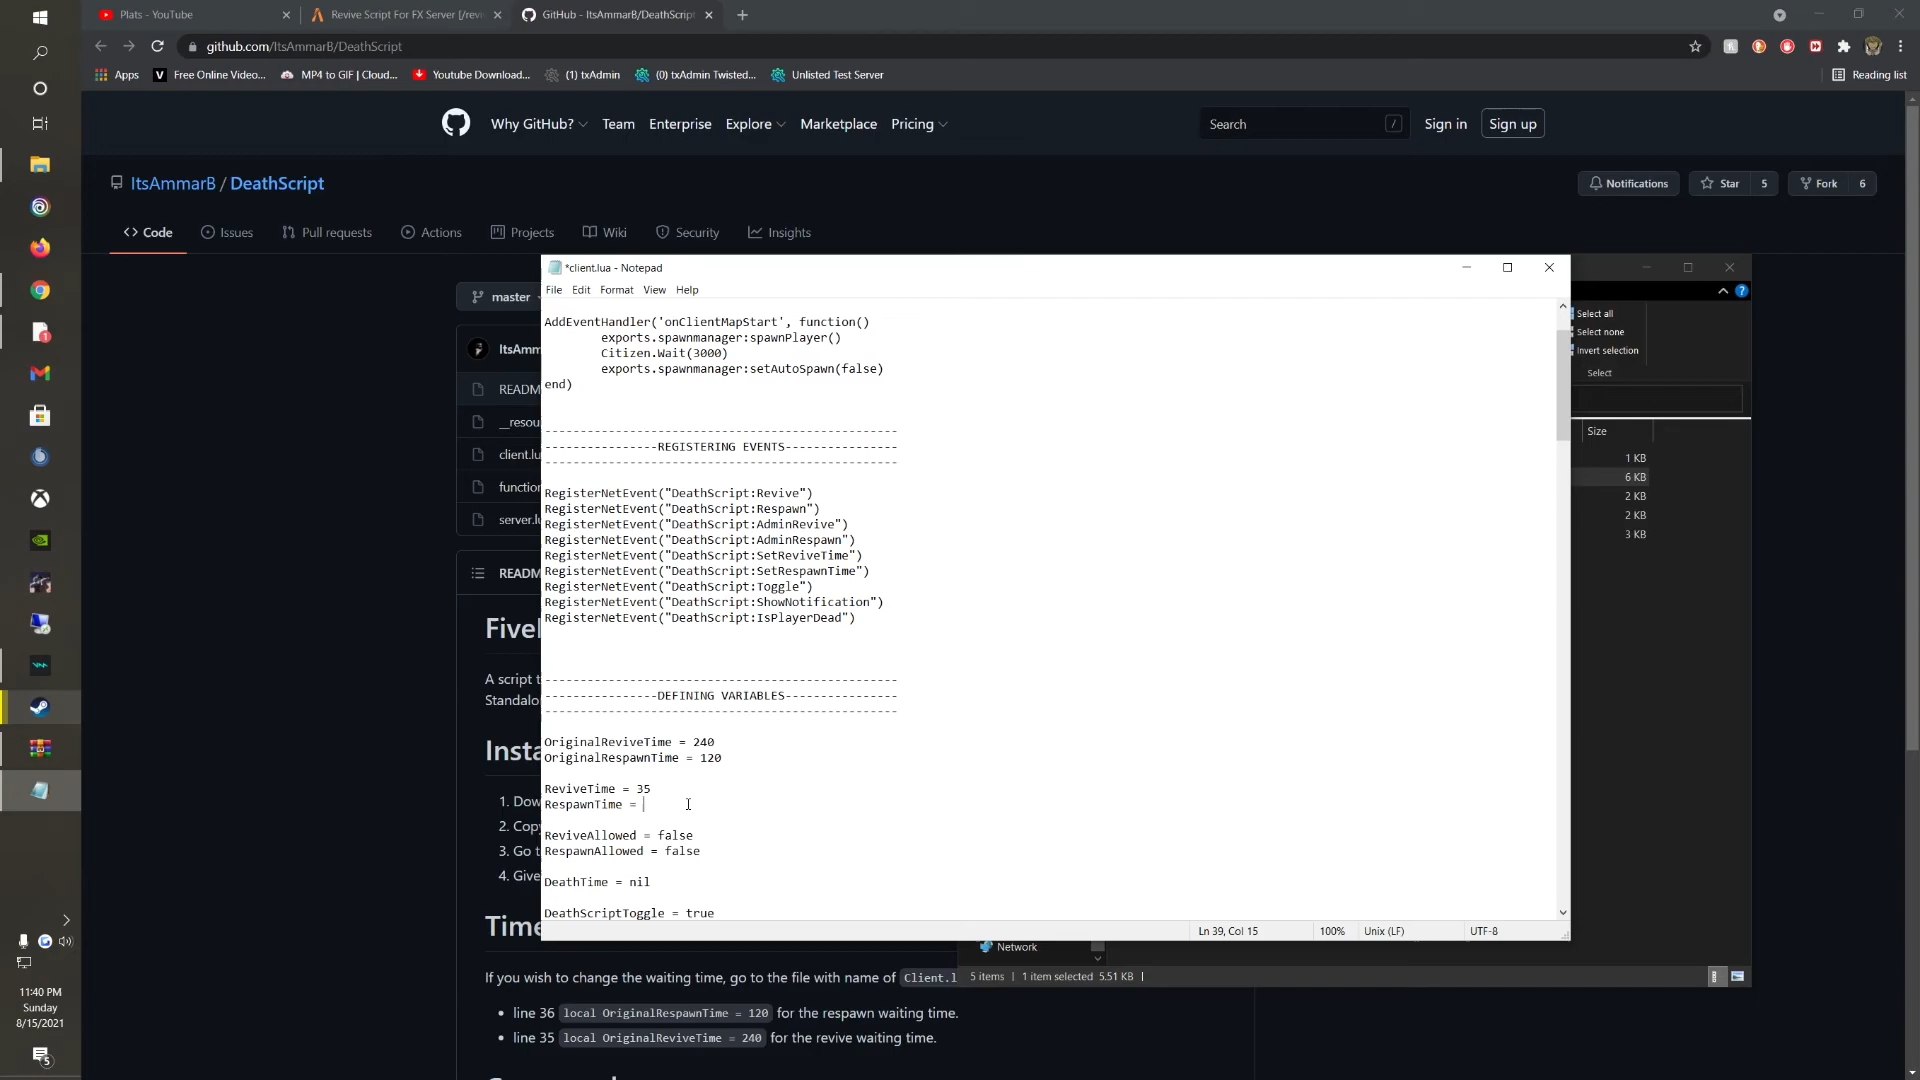 Plats - YouTube
Revive Script For FX Server [/revi
GitHub - ItsAmmarB/DeathScript
github.com/ItsAmmarB/DeathScript
Apps
Free Online Video...
MP4 to GIF | Cloud...
Youtube Download...
(1) txAdmin
(0) txAdmin Twisted...
Unlisted Test Server
Reading list
Why GitHub?
Team
Enterprise
Explore
Marketplace
Pricing
Search
/
Sign in
Sign up
ItsAmmarB / DeathScript
Notifications
Star
5
Fork
6
Code
Issues
Pull requests
Actions
Projects
Wiki
Security
Insights
master
ItsAmm
READM
__resou
client.lu
function
server.lu
READM
FiveI
A script t
Standalo
Insta
1. Dow
2. Cop
3. Go t
4. Give
Time
If you wish to change the waiting time, go to the file with name of Client.l
• line 36 local OriginalRespawnTime = 120 for the respawn waiting time.
• line 35 local OriginalReviveTime = 240 for the revive waiting time.
*client.lua - Notepad
File Edit Format View Help
AddEventHandler('onClientMapStart', function()
exports.spawnmanager:spawnPlayer()
Citizen.Wait(3000)
exports.spawnmanager:setAutoSpawn(false)
end)
--------------------------------------------------
----------------REGISTERING EVENTS----------------
--------------------------------------------------
RegisterNetEvent("DeathScript:Revive")
RegisterNetEvent("DeathScript:Respawn")
RegisterNetEvent("DeathScript:AdminRevive")
RegisterNetEvent("DeathScript:AdminRespawn")
RegisterNetEvent("DeathScript:SetReviveTime")
RegisterNetEvent("DeathScript:SetRespawnTime")
RegisterNetEvent("DeathScript:Toggle")
RegisterNetEvent("DeathScript:ShowNotification")
RegisterNetEvent("DeathScript:IsPlayerDead")
--------------------------------------------------
----------------DEFINING VARIABLES----------------
--------------------------------------------------
OriginalReviveTime = 240
OriginalRespawnTime = 120
ReviveTime = 35
RespawnTime =
ReviveAllowed = false
RespawnAllowed = false
DeathTime = nil
DeathScriptToggle = true
Ln 39, Col 15
100%
Unix (LF)
UTF-8
Select all
Select none
Invert selection
Select
Size
1 KB
6 KB
2 KB
2 KB
3 KB
Network
5 items
1 item selected 5.51 KB
11:40 PM
Sunday
8/15/2021
5